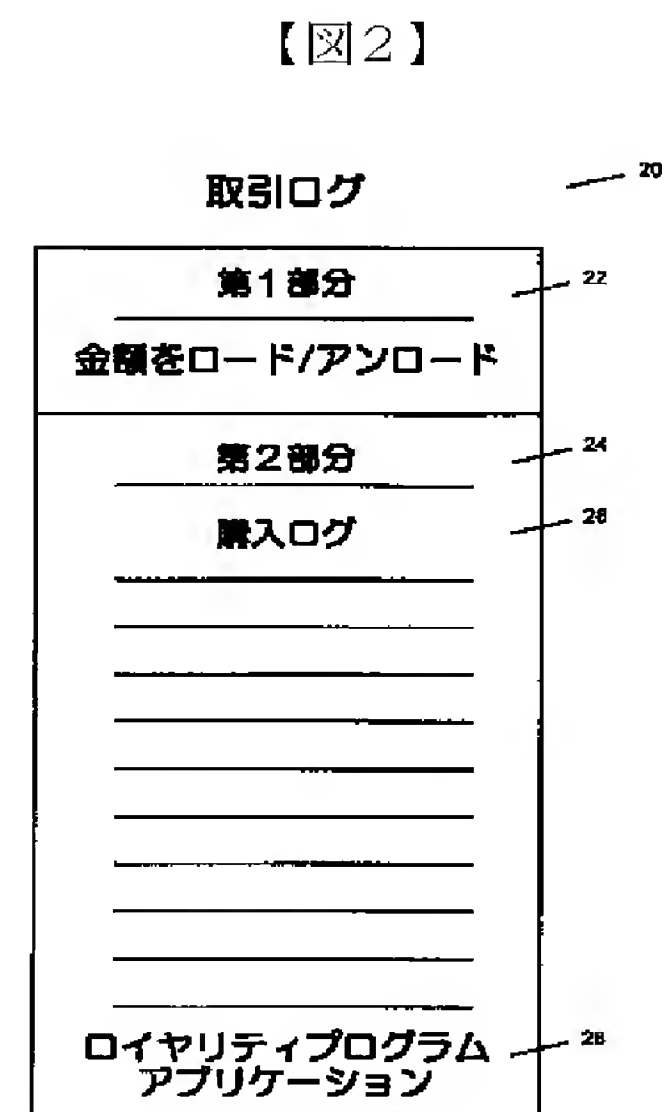 【図２】
取引ログ 20
第１部分 22
金額をロード/アンロード
第２部分 24
購入ログ 26
ロイヤリティプログラム 28
アプリケーション